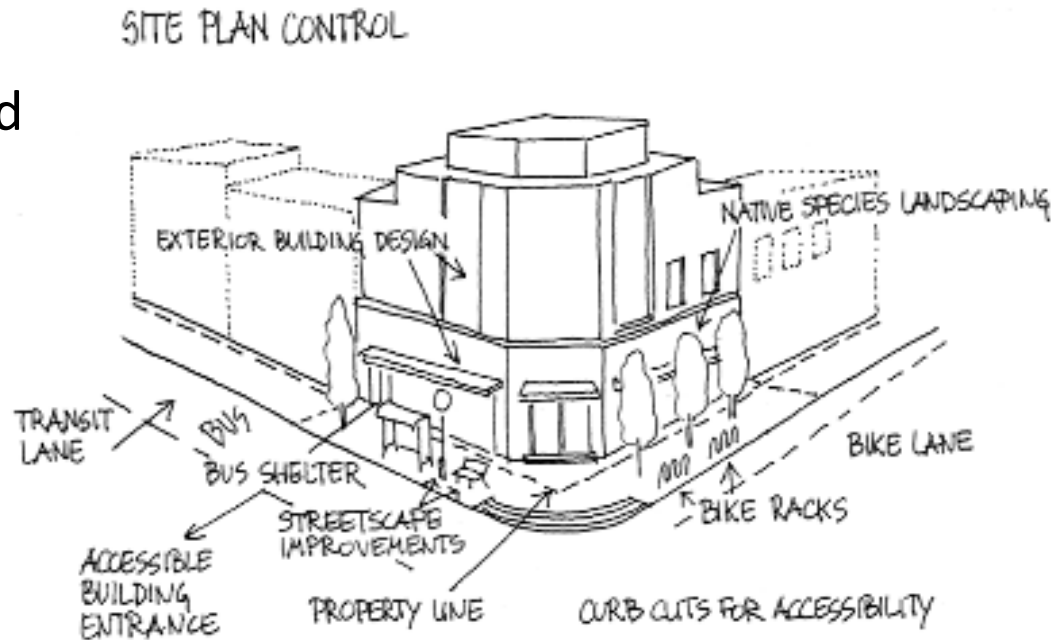 SITE PLAN CONTROL
d
EXTERIOR BUILDING DESIGN
NATIVE SPECIES LANDSCAPING
TRANSIT
LANE
BUS
BUS SHELTER
BIKE LANE
STREETSCAPE
IMPROVEMENTS
BIKE RACKS
ACCESSIBLE
BUILDING
ENTRANCE
PROPERTY LINE
CURB CUTS FOR ACCESSIBILITY